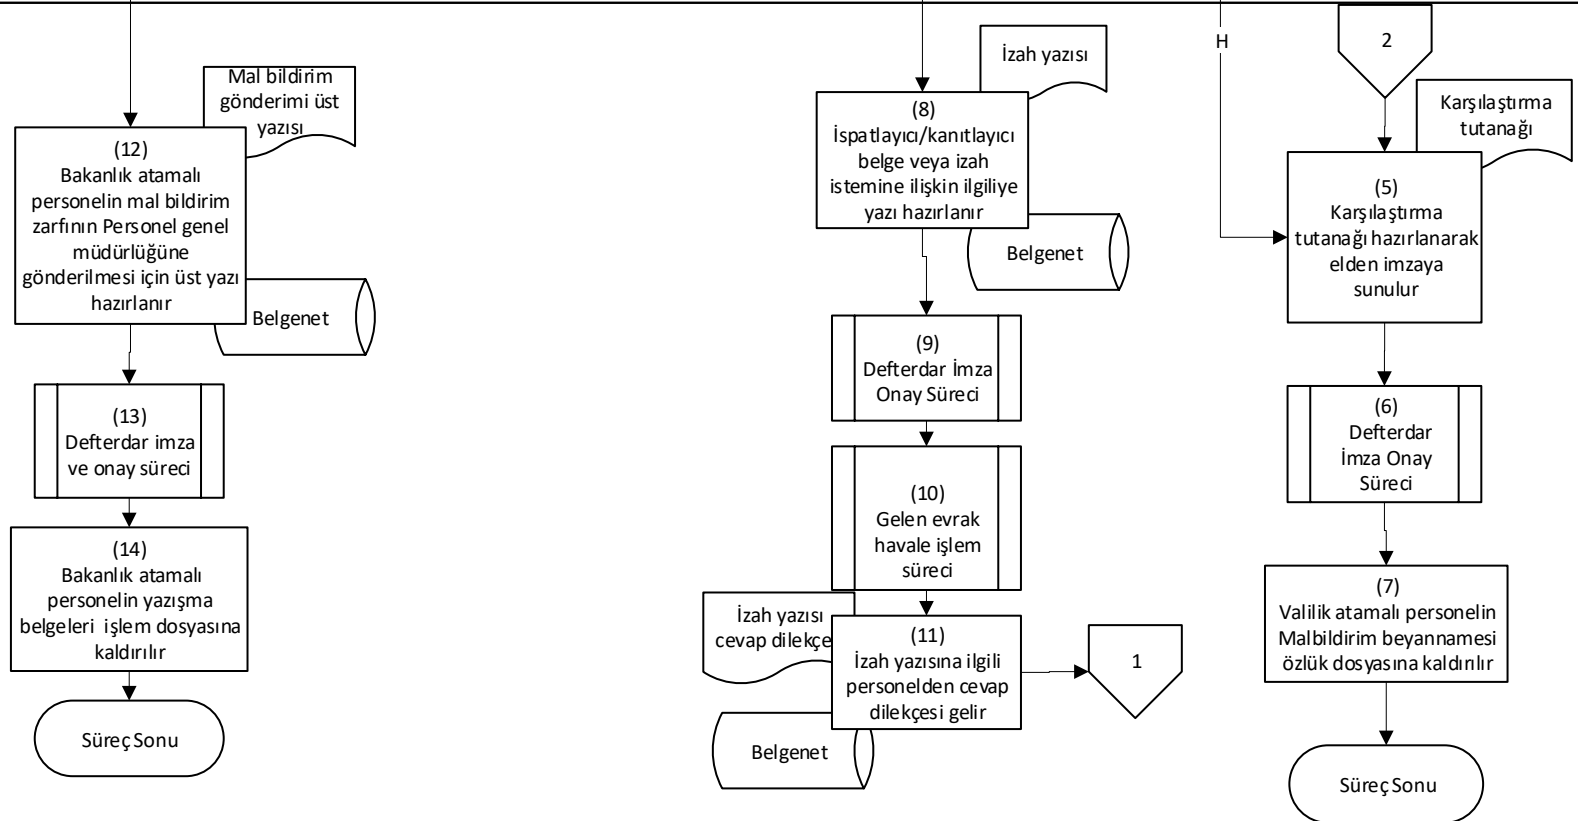 Mal bildirim
gönderimi üst
yazısı
(12)
Bakanlık atamalı
personelin mal bildirim
zarfının Personel genel
müdürlüğüne
gönderilmesi için üst yazı
hazırlanır
Belgenet
(13)
Defterdar imza
ve onay süreci
(14)
Bakanlık atamalı
personelin yazışma
belgeleri işlem dosyasına
kaldırılır
Süreç Sonu
İzah yazısı
(8)
İspatlayıcı/kanıtlayıcı
belge veya izah
istemine ilişkin ilgiliye
yazı hazırlanır
Belgenet
(9)
Defterdar İmza
Onay Süreci
(10)
Gelen evrak
havale işlem
süreci
İzah yazısı
cevap dilekçe
(11)
İzah yazısına ilgili
personelden cevap
dilekçesi gelir
Belgenet
1
H
2
Karşılaştırma
tutanağı
(5)
Karşılaştırma
tutanağı hazırlanarak
elden imzaya
sunulur
(6)
Defterdar
İmza Onay
Süreci
(7)
Valilik atamalı personelin
Malbildirim beyannamesi
özlük dosyasına kaldırılır
Süreç Sonu